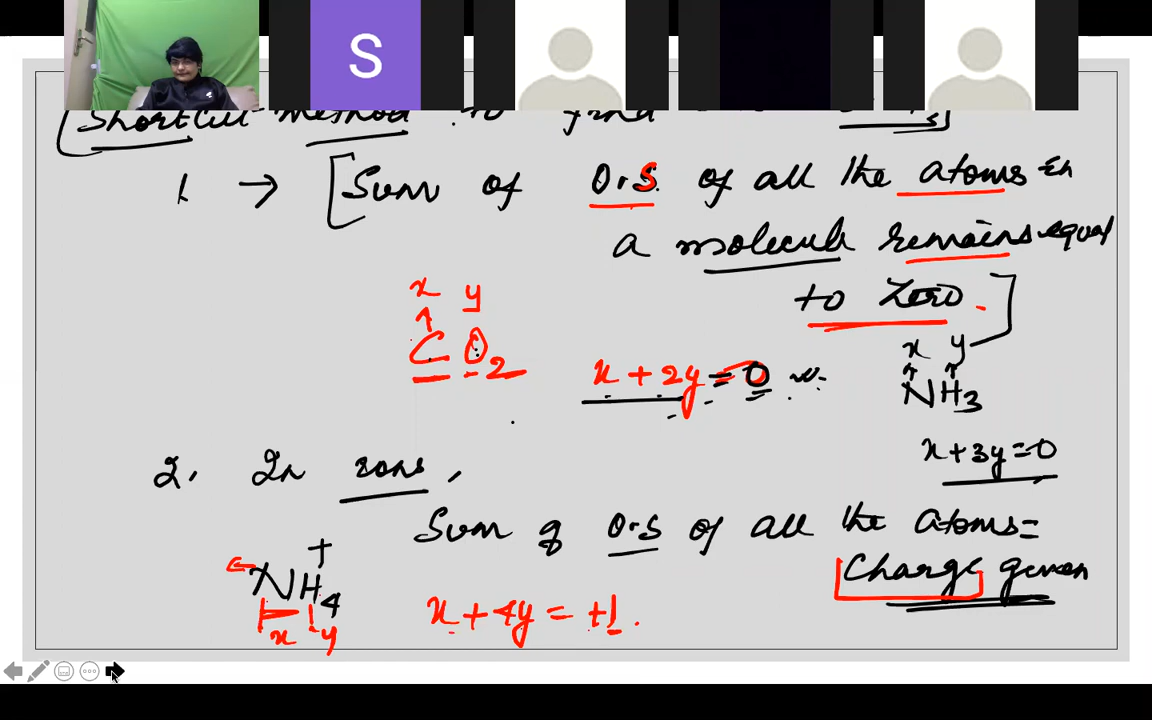 S
Shortcut Method to find
1 → [Sum of O.S of all the atoms in
a molecule remains equal
to Zero.]
x y
CO2
x + 2y = 0
x y
NH3
x+3y=0
2. In ions,
Sum of O.S of all the atoms =
Charge given
NH4+
x y
x + 4y = +1.